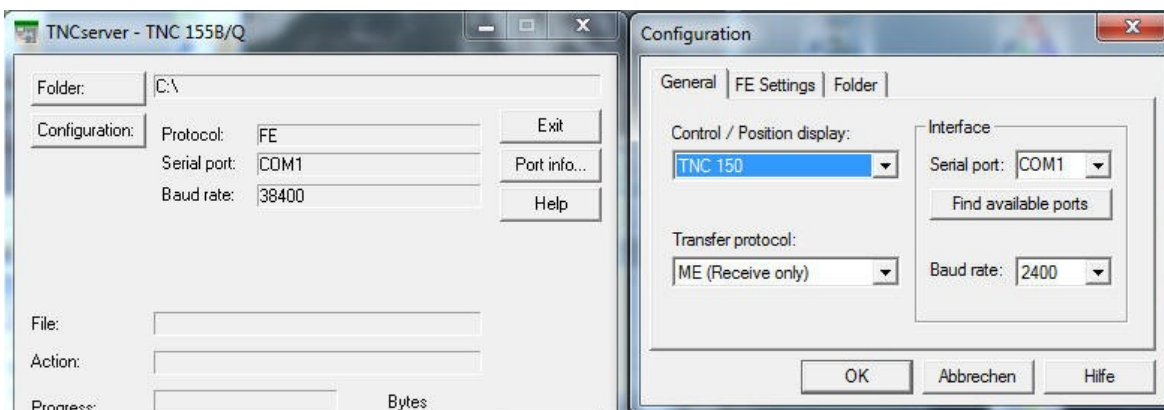 TNCserver - TNC 155B/Q
Folder:
C:\
Configuration:
Protocol:
FE
Exit
Serial port:
COM1
Port info...
Baud rate:
38400
Help
File:
Action:
Progress:
Bytes
Configuration
General
FE Settings
Folder
Control / Position display:
TNC 150
Transfer protocol:
ME (Receive only)
Interface
Serial port:
COM1
Find available ports
Baud rate:
2400
OK
Abbrechen
Hilfe